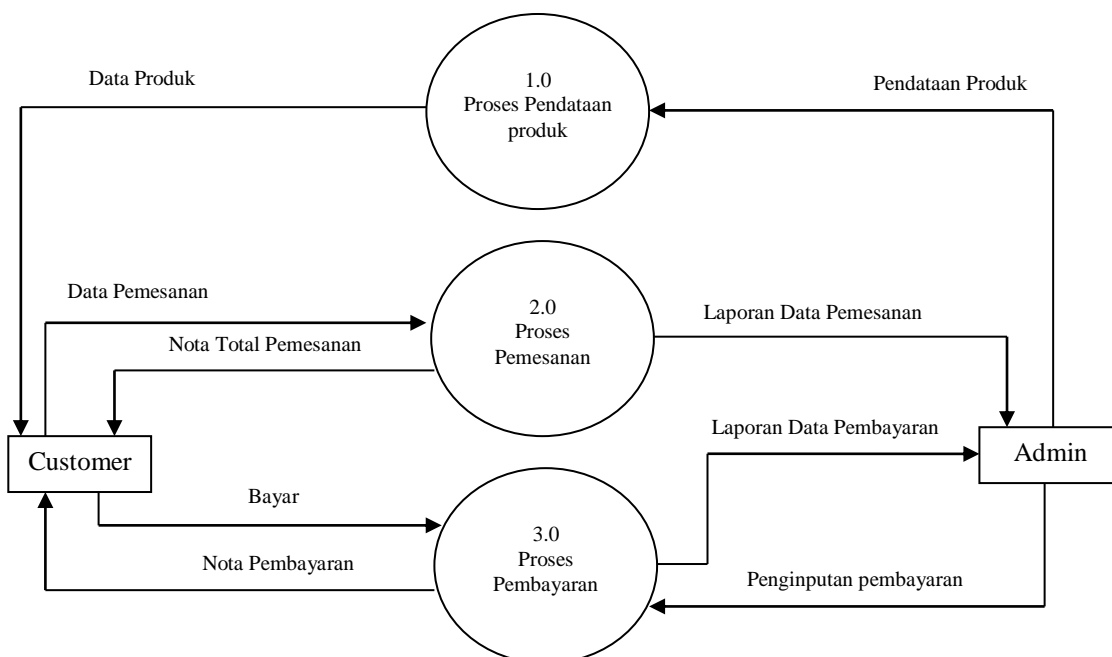 Data Produk
1.0
Proses Pendataan
produk
Pendataan Produk
Data Pemesanan
Nota Total Pemesanan
2.0
Proses
Pemesanan
Laporan Data Pemesanan
Laporan Data Pembayaran
Customer
Admin
Bayar
Nota Pembayaran
3.0
Proses
Pembayaran
Penginputan pembayaran